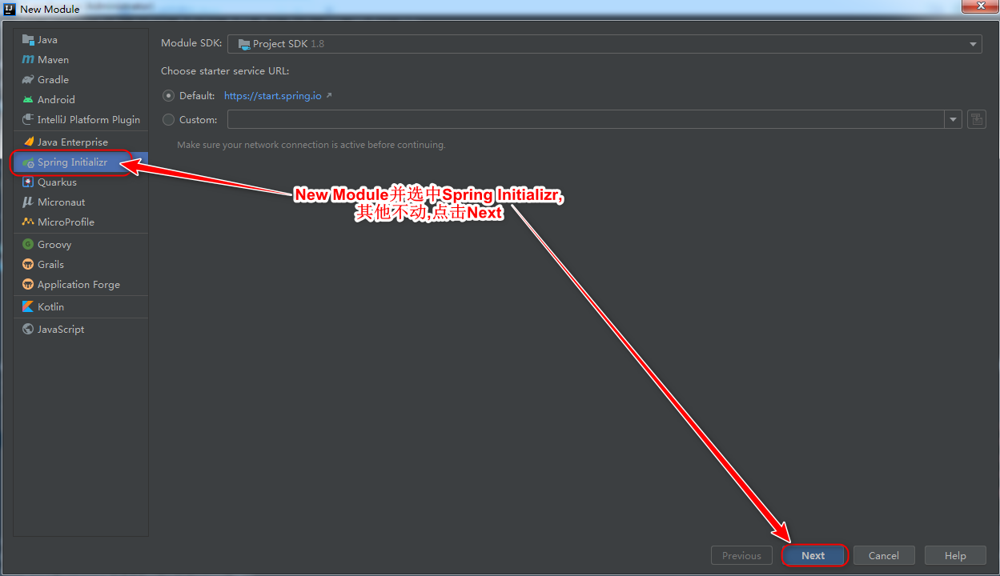 New Module
Java
Maven
Gradle
Android
IntelliJ Platform Plugin
Java Enterprise
Spring Initializr
Quarkus
Micronaut
MicroProfile
Groovy
Grails
Application Forge
Kotlin
JavaScript
Module SDK: Project SDK 1.8
Choose starter service URL:
Default: https://start.spring.io
Custom:
Make sure your network connection is active before continuing.
New Module并选中Spring Initializr,
其他不动,点击Next
Previous Next Cancel Help